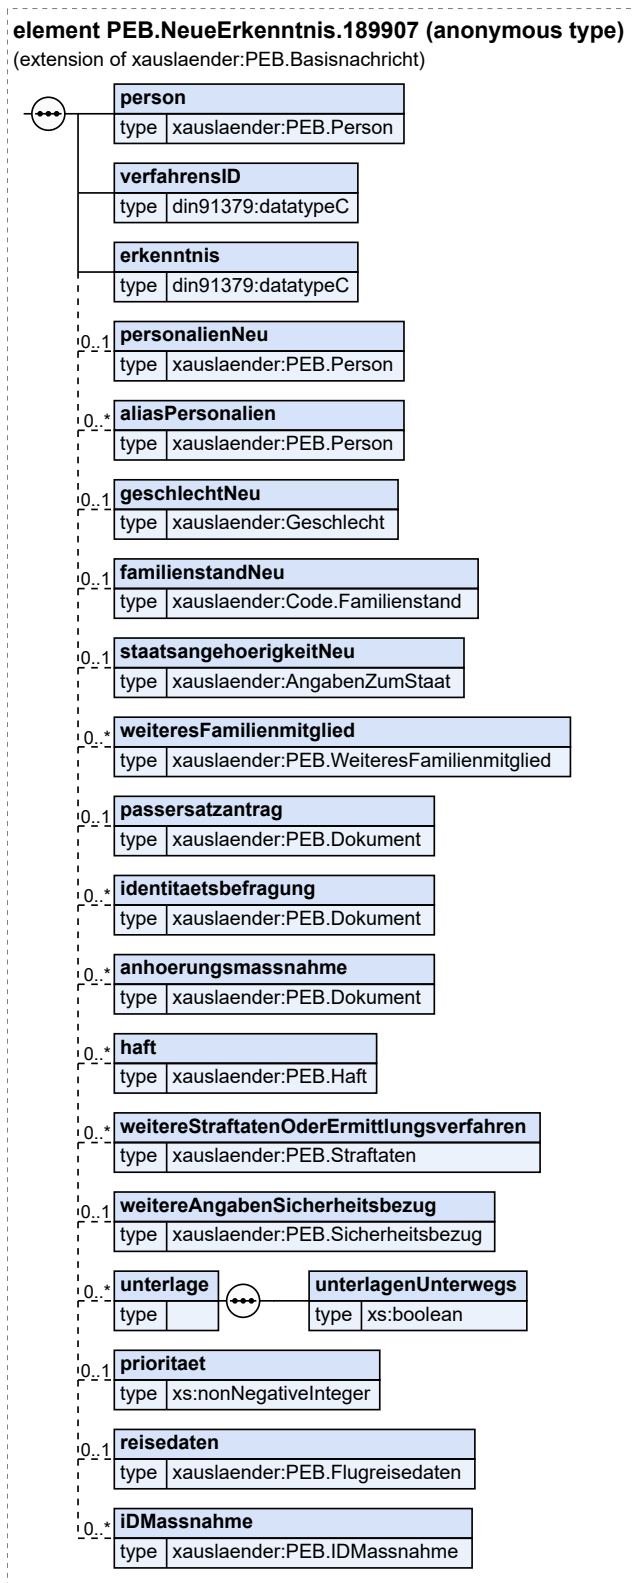 element PEB.NeueErkenntnis.189907 (anonymous type)
(extension of xauslaender:PEB.Basisnachricht)
person
type xauslaender:PEB.Person
verfahrensID
type din91379:datatypeC
erkenntnis
type din91379:datatypeC
0..1 personalienNeu
type xauslaender:PEB.Person
0..* aliasPersonalien
type xauslaender:PEB.Person
0..1 geschlechtNeu
type xauslaender:Geschlecht
0..1 familienstandNeu
type xauslaender:Code.Familienstand
0..1 staatsangehoerigkeitNeu
type xauslaender:AngabenZumStaat
0..* weiteresFamilienmitglied
type xauslaender:PEB.WeiteresFamilienmitglied
0..1 passersatzantrag
type xauslaender:PEB.Dokument
0..* identitaetsbefragung
type xauslaender:PEB.Dokument
0..* anhoerungsmassnahme
type xauslaender:PEB.Dokument
0..* haft
type xauslaender:PEB.Haft
0..* weitereStraftatenOderErmittlungsverfahren
type xauslaender:PEB.Straftaten
0..1 weitereAngabenSicherheitsbezug
type xauslaender:PEB.Sicherheitsbezug
0..* unterlage unterlagenUnterwegs
type type xs:boolean
0..1 prioritaet
type xs:nonNegativeInteger
0..1 reisedaten
type xauslaender:PEB.Flugreisedaten
0..* iDMassnahme
type xauslaender:PEB.IDMassnahme